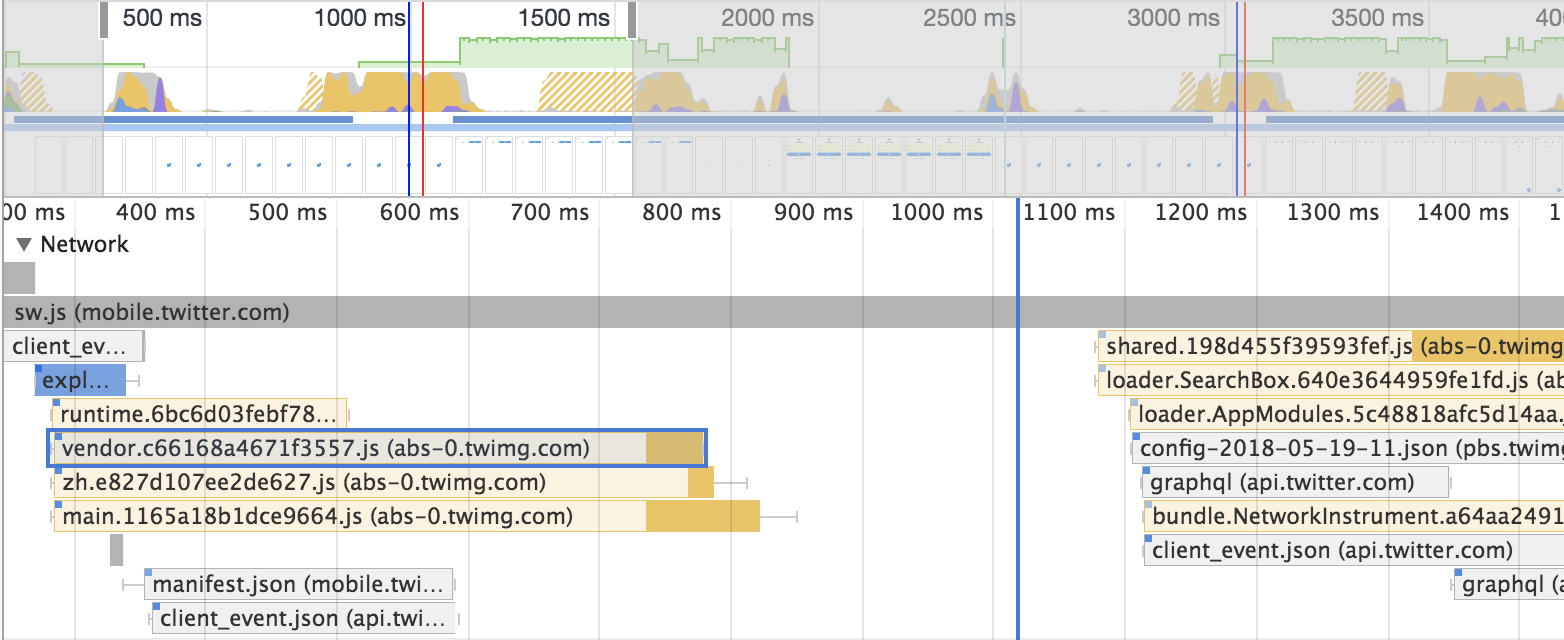 500 ms 1000 ms 1500 ms 2000 ms 2500 ms 3000 ms 3500 ms 40
00 ms 400 ms 500 ms 600 ms 700 ms 800 ms 900 ms 1000 ms 1100 ms 1200 ms 1300 ms 1400 ms 1
▼ Network
sw.js (mobile.twitter.com)
client_ev... shared.198d455f39593fef.js (abs-0.twimg
expl... loader.SearchBox.640e3644959fe1fd.js (ab
runtime.6bc6d03febf78... loader.AppModules.5c48818afc5d14aa.
vendor.c66168a4671f3557.js (abs-0.twimg.com) config-2018-05-19-11.json (pbs.twimg
zh.e827d107ee2de627.js (abs-0.twimg.com) graphql (api.twitter.com)
main.1165a18b1dce9664.js (abs-0.twimg.com) bundle.NetworkInstrument.a64aa2491
client_event.json (api.twitter.com)
manifest.json (mobile.twi... graphql (a
client_event.json (api.twi...